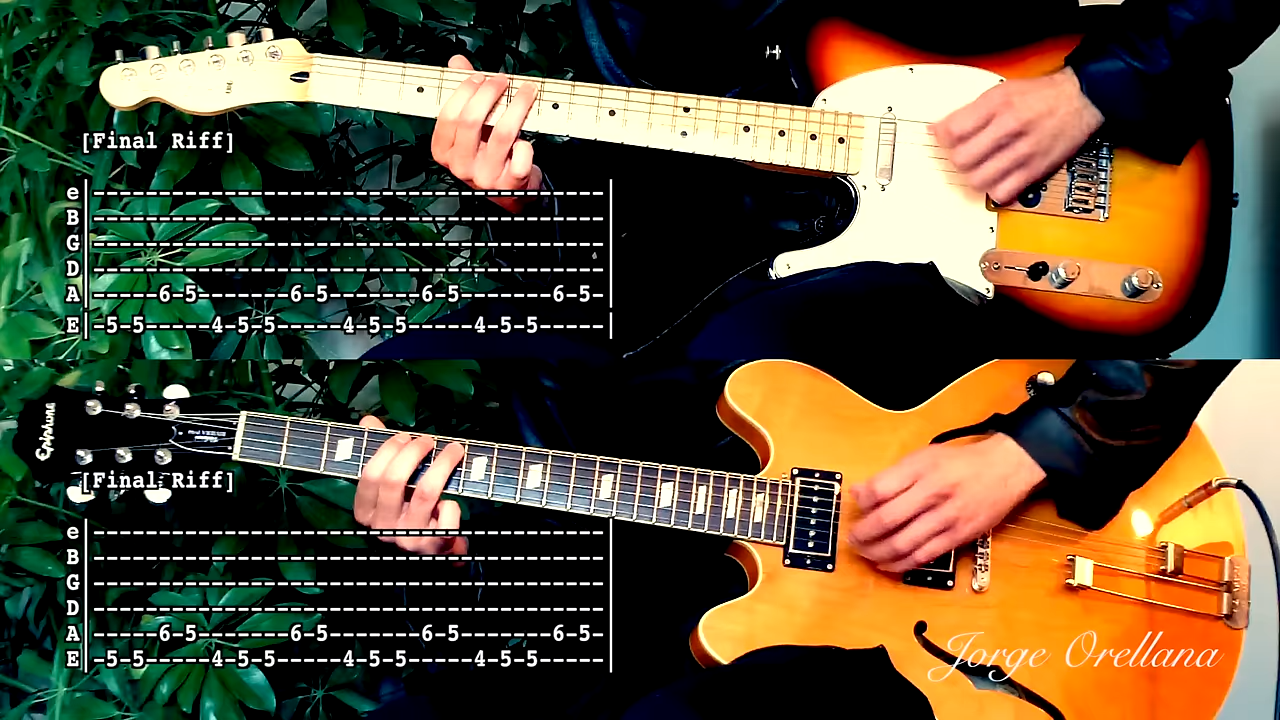 [Final Riff]
e|---------------------------------------|
B|---------------------------------------|
G|---------------------------------------|
D|---------------------------------------|
A|-----6-5-------6-5-------6-5-------6-5-|
E|-5-5-----4-5-5-----4-5-5-----4-5-5-----|
Epiphone
[Final Riff]
e|---------------------------------------|
B|---------------------------------------|
G|---------------------------------------|
D|---------------------------------------|
A|-----6-5-------6-5-------6-5-------6-5-|
E|-5-5-----4-5-5-----4-5-5-----4-5-5-----|
Jorge Orellana